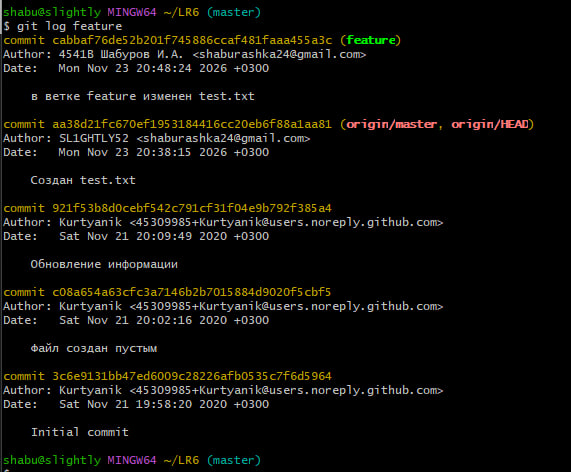 shabu@slightly MINGW64 ~/LR6 (master)
$ git log feature
commit cabbaf76de52b201f745886ccaf481faaa455a3c (feature)
Author: 4541В Шабуров И.А. <shaburashka24@gmail.com>
Date:   Mon Nov 23 20:48:24 2026 +0300
в ветке feature изменен test.txt
commit aa38d21fc670ef1953184416cc20eb6f88a1aa81 (origin/master, origin/HEAD)
Author: SL1GHTLY52 <shaburashka24@gmail.com>
Date:   Mon Nov 23 20:38:15 2026 +0300
Создан test.txt
commit 921f53b8d0cebf542c791cf31f04e9b792f385a4
Author: Kurtyanik <45309985+Kurtyanik@users.noreply.github.com>
Date:   Sat Nov 21 20:09:49 2020 +0300
Обновление информации
commit c08a654a63cfc3a7146b2b7015884d9020f5cbf5
Author: Kurtyanik <45309985+Kurtyanik@users.noreply.github.com>
Date:   Sat Nov 21 20:02:16 2020 +0300
Файл создан пустым
commit 3c6e9131bb47ed6009c28226afb0535c7f6d5964
Author: Kurtyanik <45309985+Kurtyanik@users.noreply.github.com>
Date:   Sat Nov 21 19:58:20 2020 +0300
Initial commit
shabu@slightly MINGW64 ~/LR6 (master)